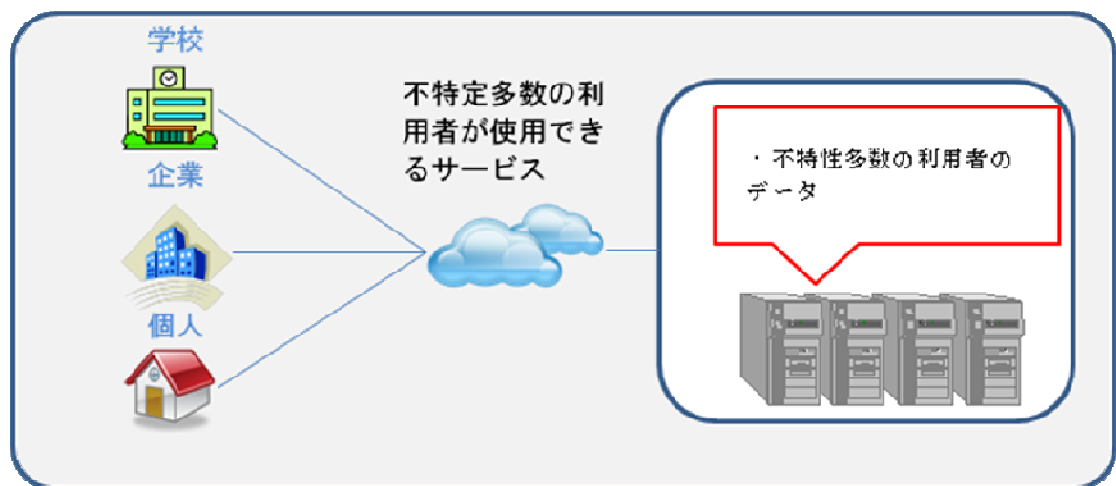 学校
企業
個人
不特定多数の利
用者が使用でき
るサービス
・不特性多数の利用者の
データ